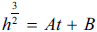 h^{3/2} = At + B